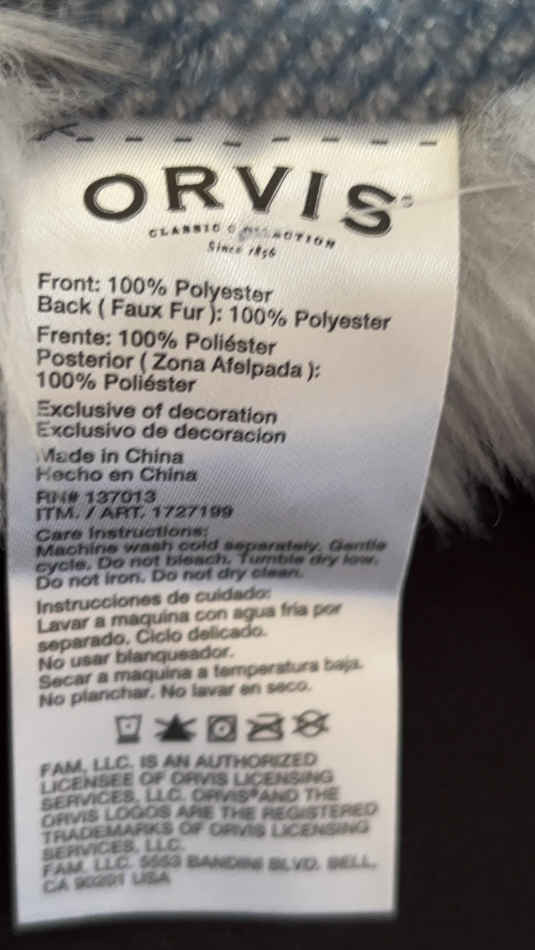 ORVIS
CLASSIC COLLECTION
Since 1856
Front: 100% Polyester
Back ( Faux Fur ): 100% Polyester
Frente: 100% Poliéster
Posterior ( Zona Afelpada ):
100% Poliéster
Exclusive of decoration
Exclusivo de decoracion
Made in China
Hecho en China
RN# 137013
ITM. / ART. 1727199
Care Instructions:
Machine wash cold separately. Gentle
cycle. Do not bleach. Tumble dry low.
Do not iron. Do not dry clean.
Instrucciones de cuidado:
Lavar a maquina con agua fria por
separado. Ciclo delicado.
No usar blanqueador.
Secar a maquina a temperatura baja.
No planchar. No lavar en seco.
FAM, LLC. IS AN AUTHORIZED
LICENSEE OF ORVIS LICENSING
SERVICES, LLC. ORVIS® AND THE
ORVIS LOGOS ARE THE REGISTERED
TRADEMARKS OF ORVIS LICENSING
SERVICES, LLC.
FAM, LLC. 5553 BANDINI BLVD. BELL,
CA 90201 USA